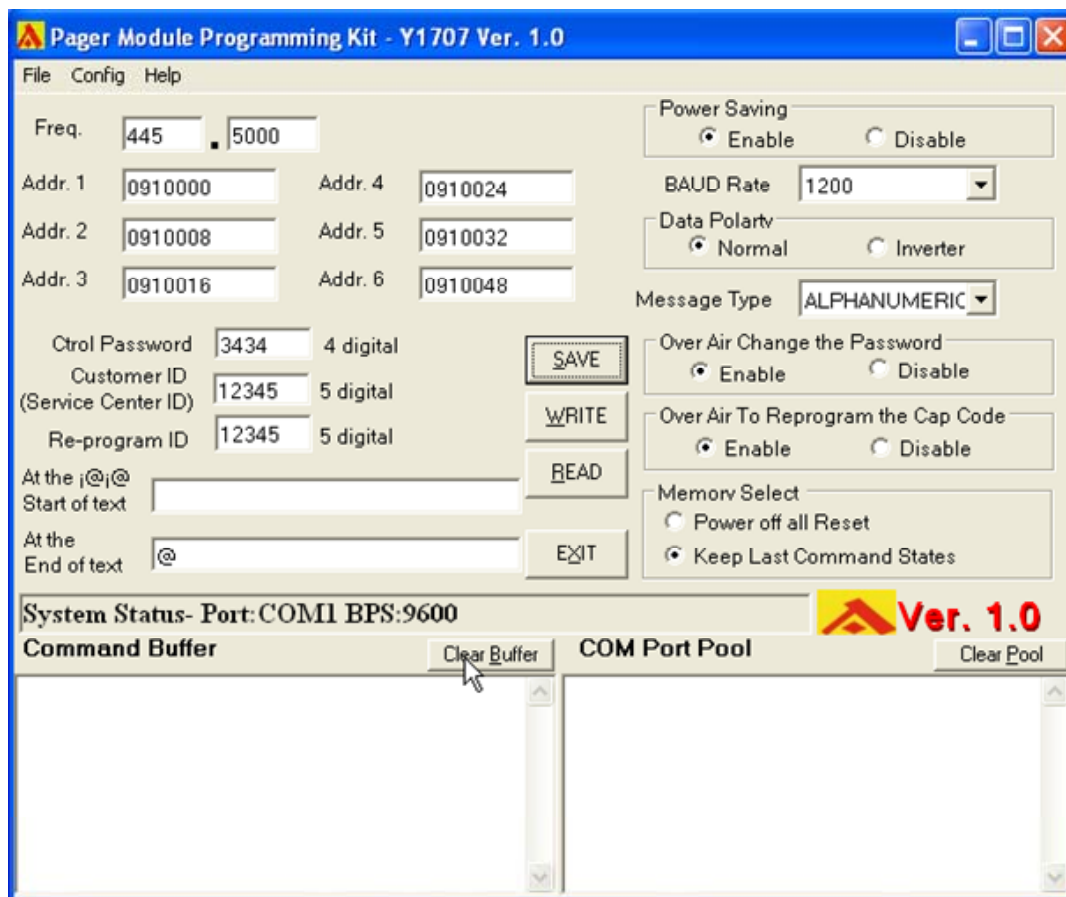 Pager Module Programming Kit - Y1707 Ver. 1.0
File Config Help
Freq. 445 . 5000
Addr. 1 0910000 Addr. 4 0910024
Addr. 2 0910008 Addr. 5 0910032
Addr. 3 0910016 Addr. 6 0910048
Ctrol Password 3434 4 digital
Customer ID
(Service Center ID) 12345 5 digital
Re-program ID 12345 5 digital
At the ¡@¡@
Start of text
At the
End of text @
SAVE
WRITE
READ
EXIT
Power Saving
Enable Disable
BAUD Rate 1200
Data Polarty
Normal Inverter
Message Type ALPHANUMERIC
Over Air Change the Password
Enable Disable
Over Air To Reprogram the Cap Code
Enable Disable
Memory Select
Power off all Reset
Keep Last Command States
System Status- Port:COM1 BPS:9600
Ver. 1.0
Command Buffer Clear Buffer COM Port Pool Clear Pool